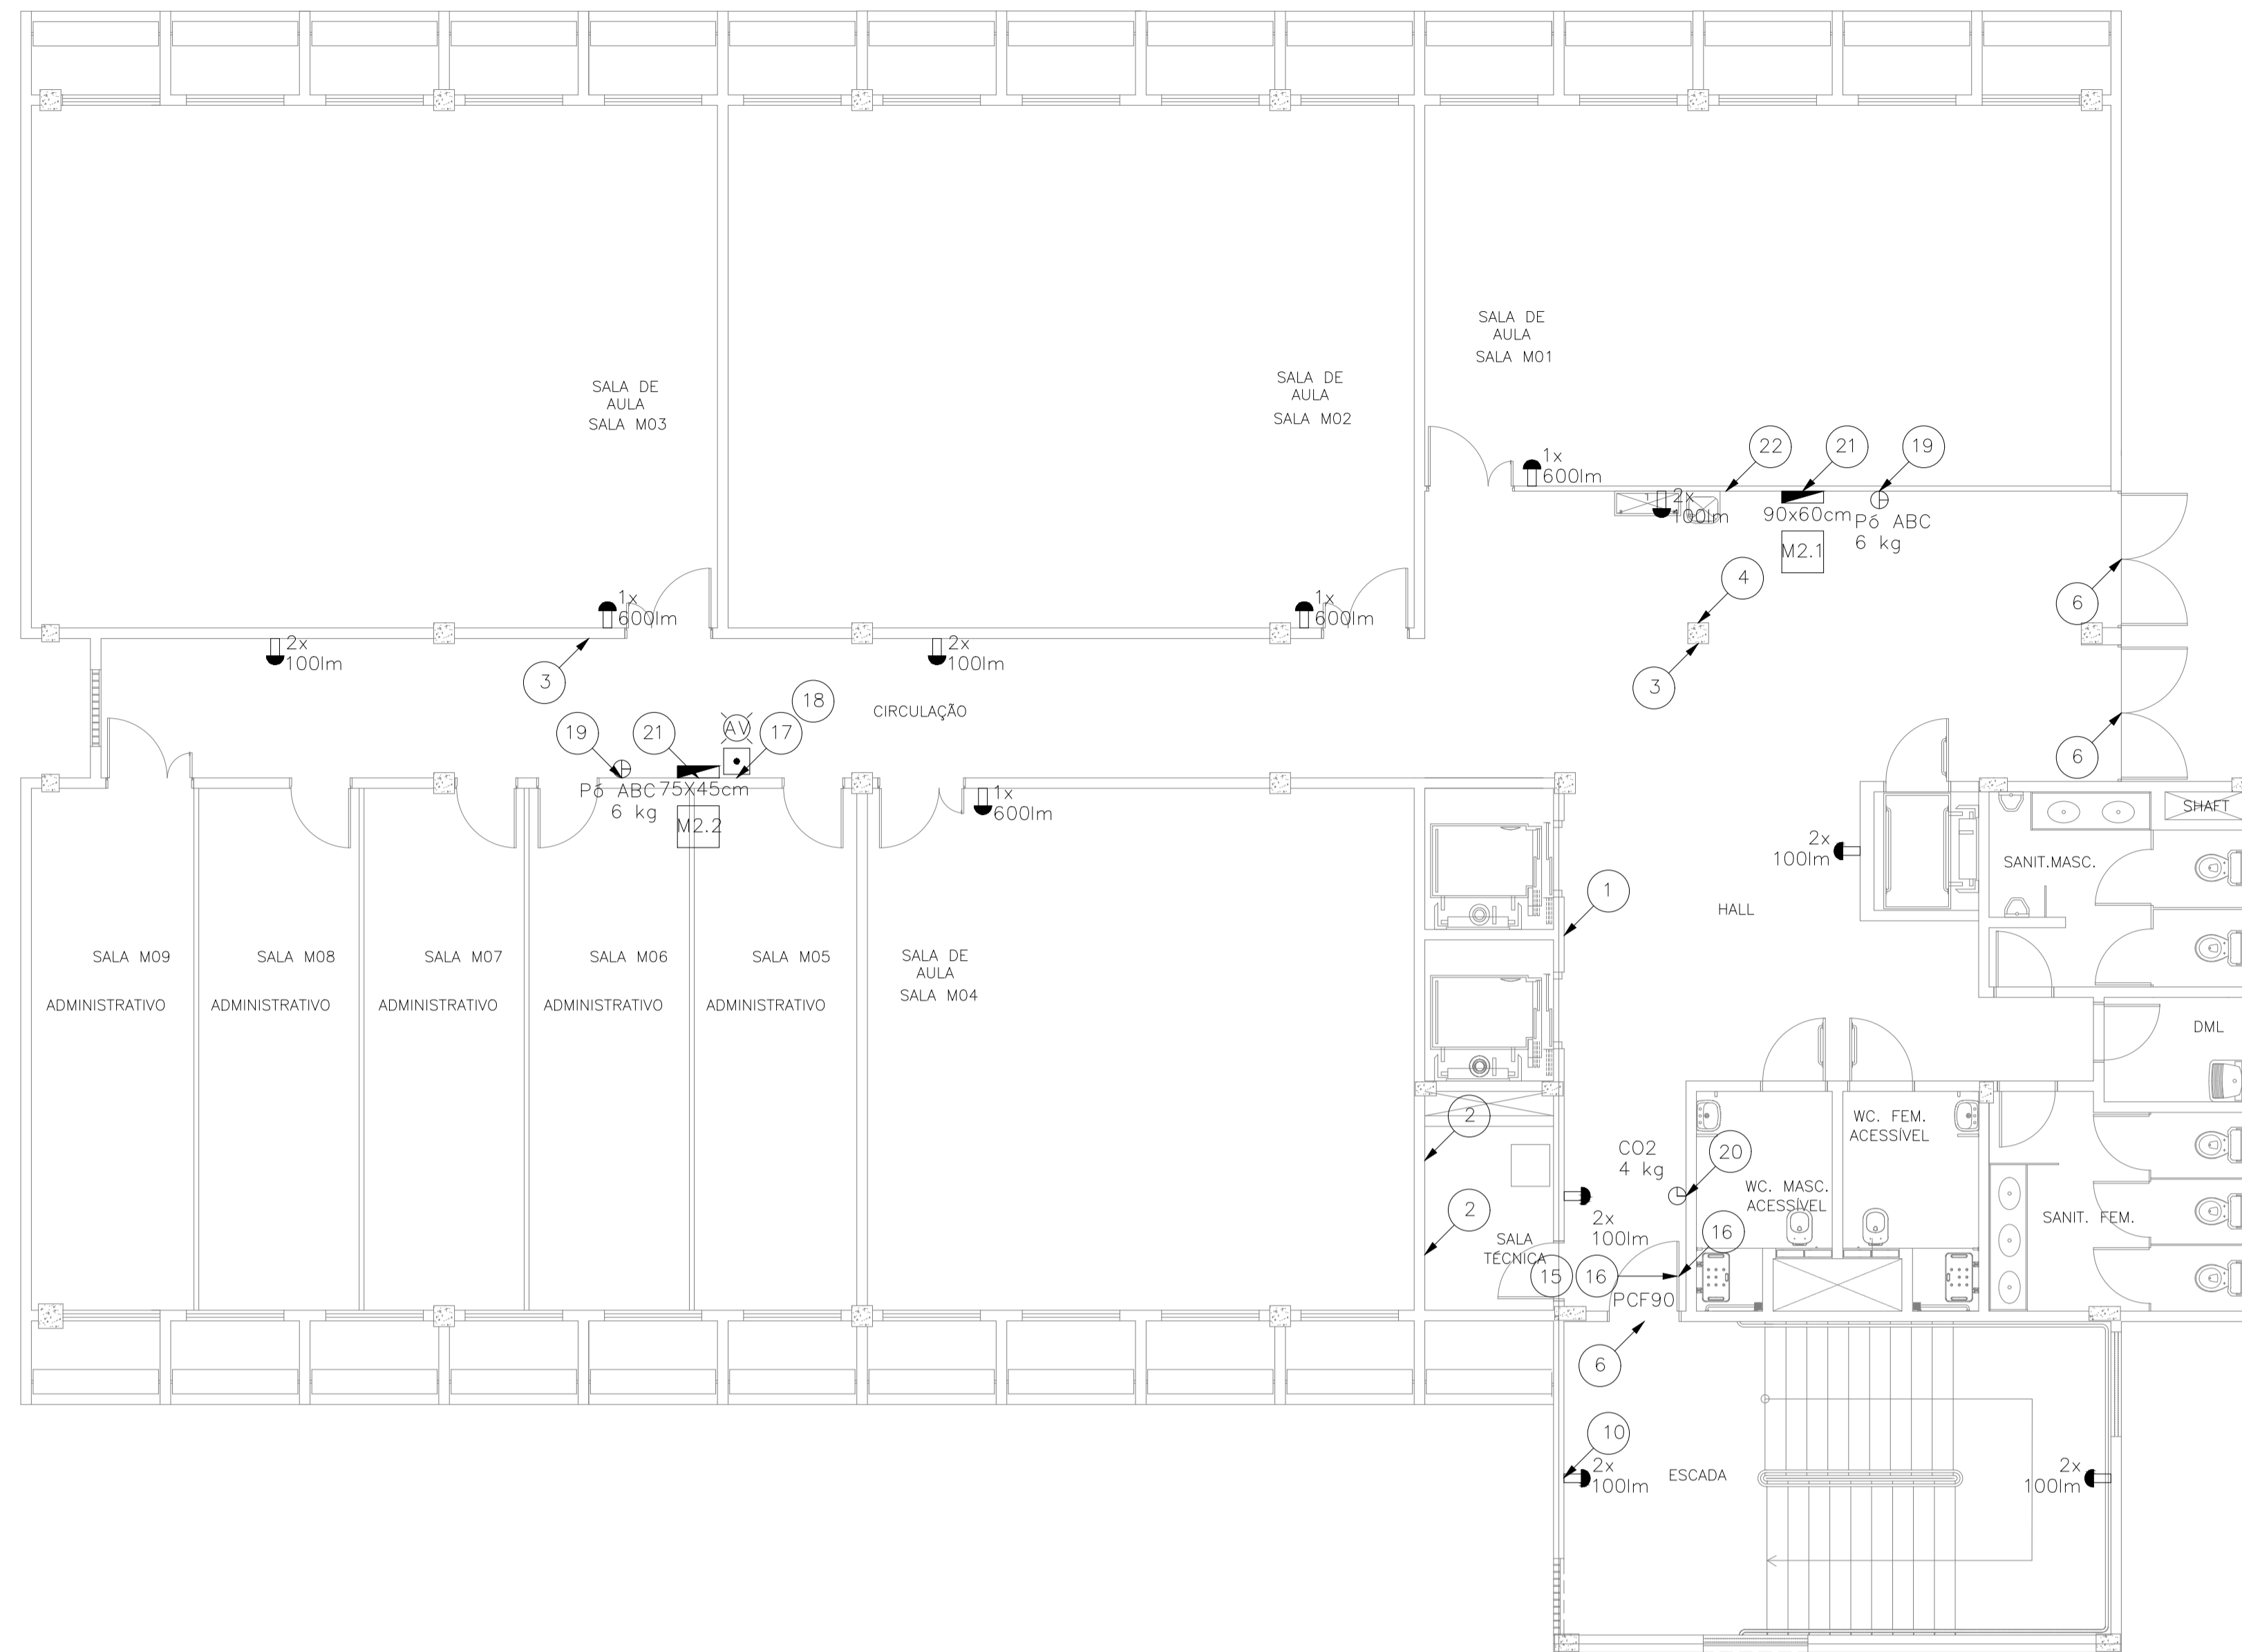 SALA DE
AULA
SALA M01
SALA DE
AULA
SALA M02
SALA DE
AULA
SALA M03
22
21
19
1x
600lm
2x
100lm
90x60cm
Pó ABC
6 kg
M2.1
4
6
1x
600lm
1x
600lm
2x
100lm
2x
100lm
3
3
18
CIRCULAÇÃO
19
21
AV
17
6
Pó ABC
6 kg
75X45cm
M2.2
1x
600lm
SHAFT
2x
100lm
SANIT.MASC.
1
HALL
SALA M09
ADMINISTRATIVO
SALA M08
ADMINISTRATIVO
SALA M07
ADMINISTRATIVO
SALA M06
ADMINISTRATIVO
SALA M05
ADMINISTRATIVO
SALA DE
AULA
SALA M04
DML
2
WC. FEM.
ACESSÍVEL
CO2
4 kg
20
WC. MASC.
ACESSÍVEL
2
2x
100lm
SANIT. FEM.
SALA
TÉCNICA
16
15
16
PCF90
6
10
2x
100lm
ESCADA
2x
100lm